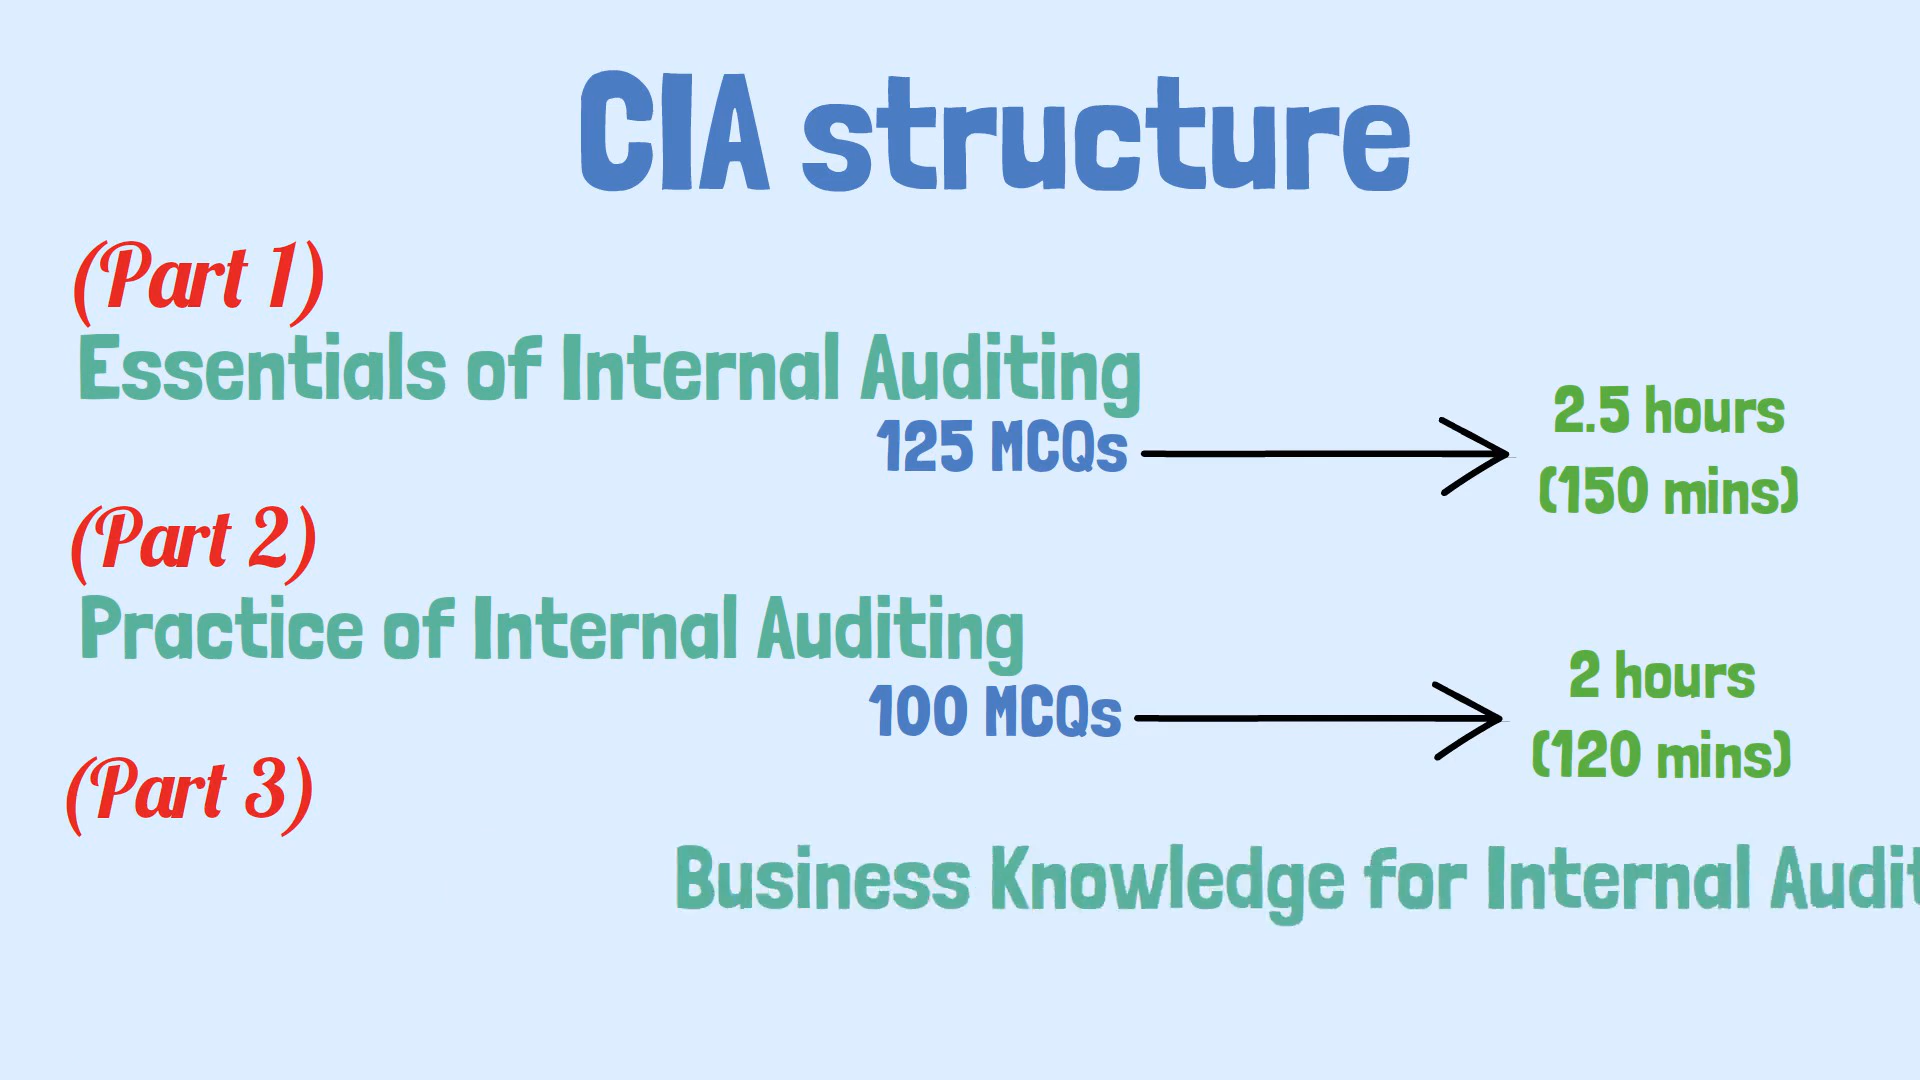 CIA structure
(Part 1)
Essentials of Internal Auditing
125 MCQs
2.5 hours
(150 mins)
(Part 2)
Practice of Internal Auditing
100 MCQs
2 hours
(120 mins)
(Part 3)
Business Knowledge for Internal Audit